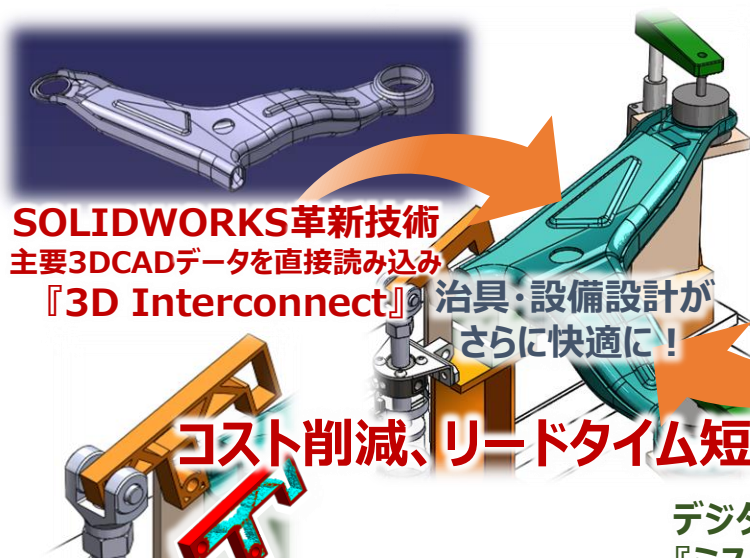 SOLIDWORKS革新技術
主要3DCADデータを直接読み込み
『3D Interconnect』
治具・設備設計が
さらに快適に！
コスト削減、リードタイム短
デジタ
『ミス